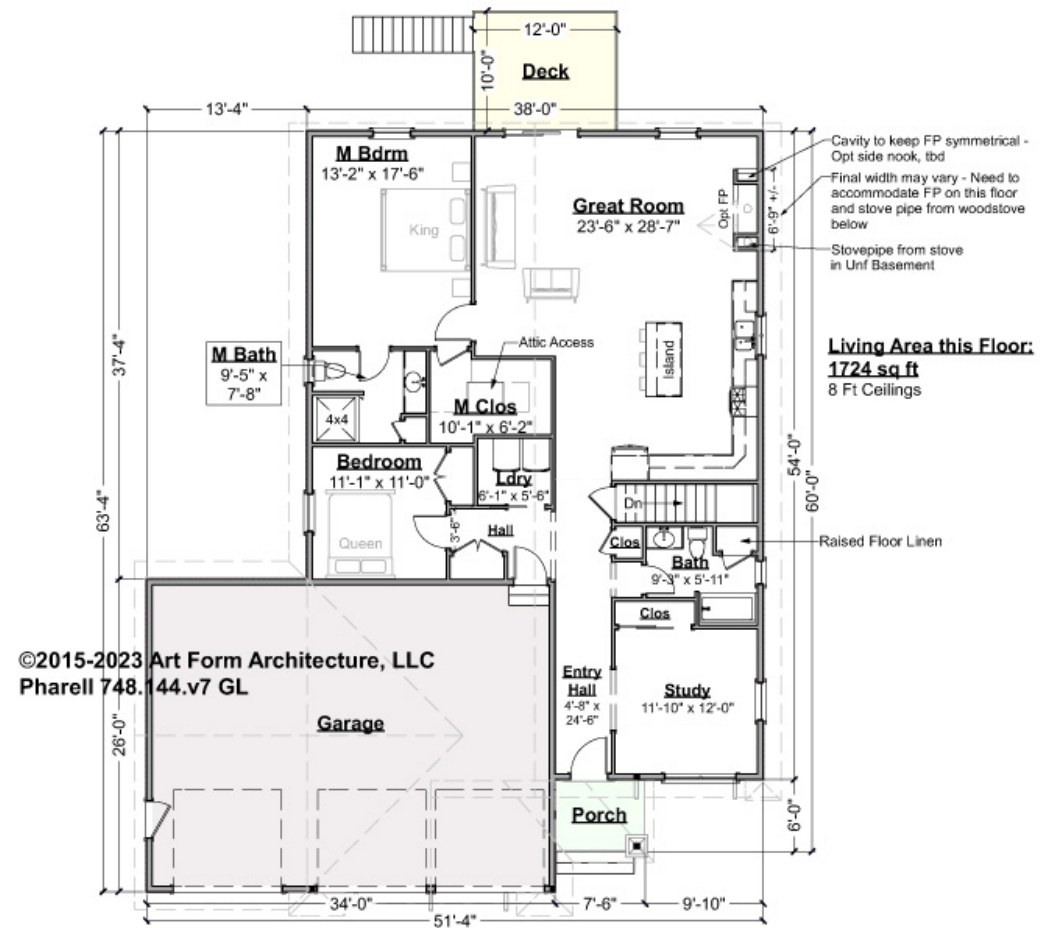 12'-0"
10'-0"
Deck
13'-4"
38'-0"
M Bdrm
13'-2" x 17'-6"
King
Great Room
23'-6" x 28'-7"
Opt FP
6'-9" +/-
Cavity to keep FP symmetrical -
Opt side nook, tbd
Final width may vary - Need to
accommodate FP on this floor
and stove pipe from woodstove
below
Stovepipe from stove
in Unf Basement
37'-4"
M Bath
9'-5" x
7'-8"
Attic Access
Island
Living Area this Floor:
1724 sq ft
8 Ft Ceilings
4x4
M Clos
10'-1" x 6'-2"
63'-4"
54'-0"
60'-0"
Bedroom
11'-1" x 11'-0"
Ldry
6'-1" x 5'-6"
Dn
Queen
3'-6"
Hall
Clos
Raised Floor Linen
Bath
9'-3" x 5'-11"
Clos
©2015-2023 Art Form Architecture, LLC
Pharell 748.144.v7 GL
Entry
Hall
4'-8" x
24'-6"
Study
11'-10" x 12'-0"
Garage
26'-0"
Porch
6'-0"
34'-0"
7'-6"
9'-10"
51'-4"